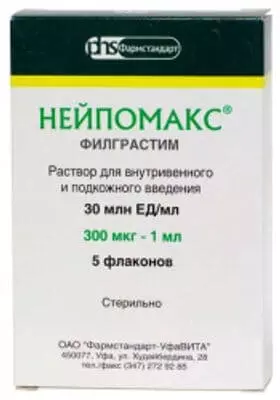 phs Фармстандарт
НЕЙПОМАКС®
ФИЛГРАСТИМ
Раствор для внутривенного
и подкожного введения
30 млн ЕД/мл
300 мкг - 1 мл
5 флаконов
Стерильно
ОАО "Фармстандарт-УфаВИТА"
450077, Уфа, ул. Худайбердина, 28
тел./факс (347) 272 92 85